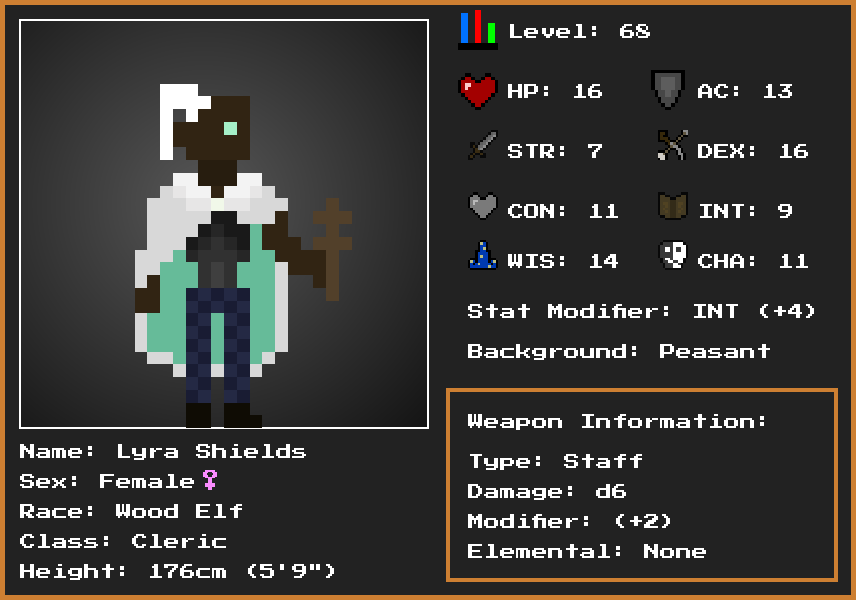 Level: 68
HP: 16 AC: 13
STR: 7 DEX: 16
CON: 11 INT: 9
WIS: 14 CHA: 11
Stat Modifier: INT (+4)
Background: Peasant
Weapon Information:
Type: Staff
Damage: d6
Modifier: (+2)
Elemental: None
Name: Lyra Shields
Sex: Female♀
Race: Wood Elf
Class: Cleric
Height: 176cm (5'9")